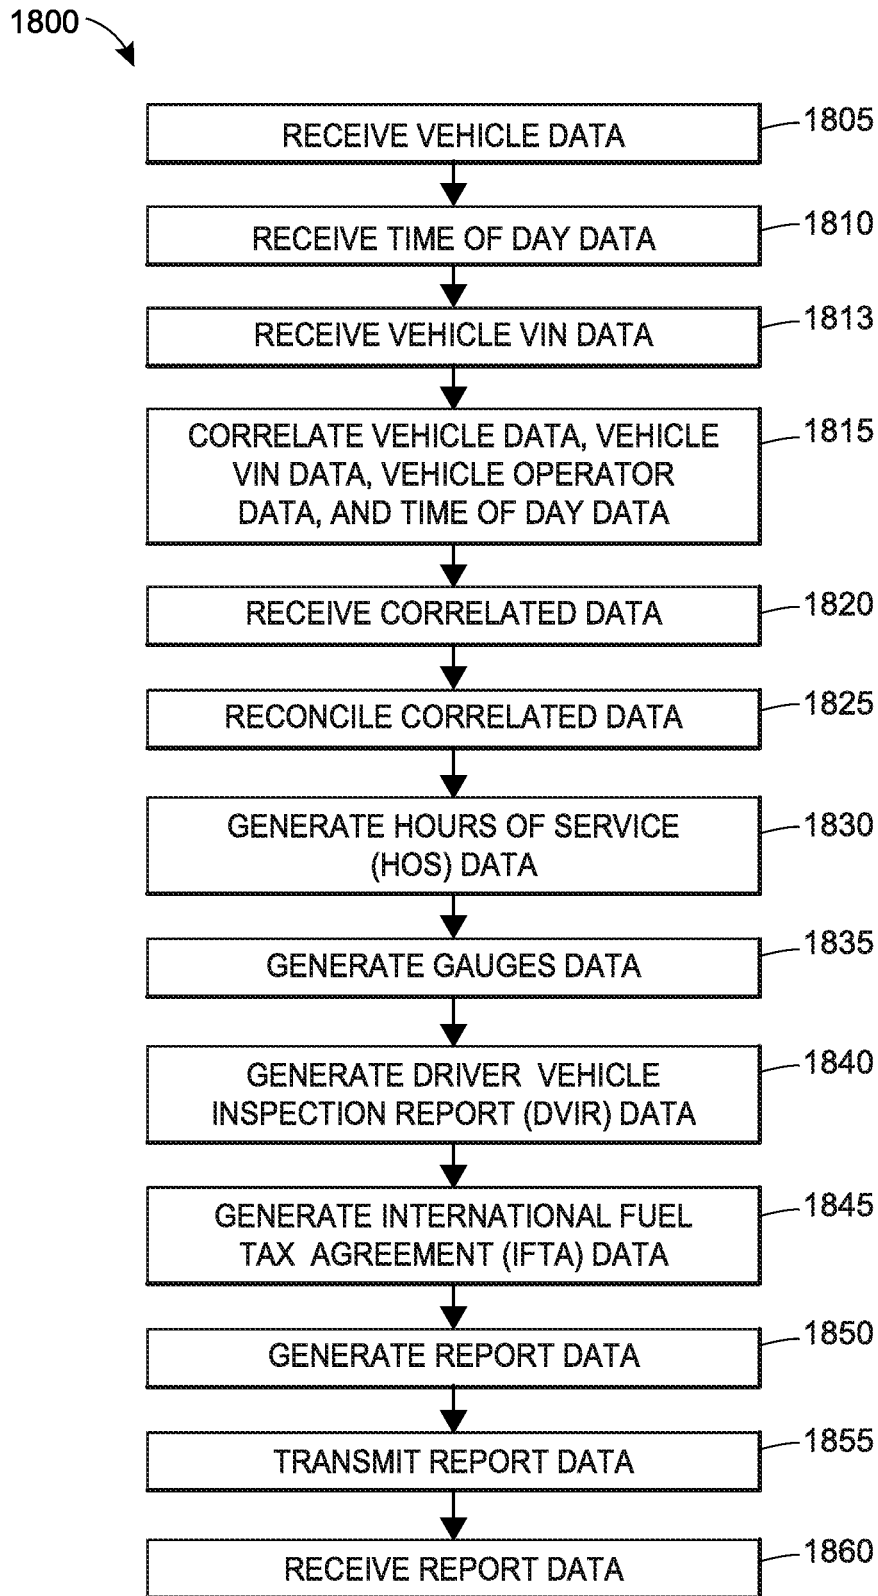 1800
RECEIVE VEHICLE DATA
1805
RECEIVE TIME OF DAY DATA
1810
RECEIVE VEHICLE VIN DATA
1813
CORRELATE VEHICLE DATA, VEHICLE
VIN DATA, VEHICLE OPERATOR
DATA, AND TIME OF DAY DATA
1815
RECEIVE CORRELATED DATA
1820
RECONCILE CORRELATED DATA
1825
GENERATE HOURS OF SERVICE
(HOS) DATA
1830
GENERATE GAUGES DATA
1835
GENERATE DRIVER VEHICLE
INSPECTION REPORT (DVIR) DATA
1840
GENERATE INTERNATIONAL FUEL
TAX AGREEMENT (IFTA) DATA
1845
GENERATE REPORT DATA
1850
TRANSMIT REPORT DATA
1855
RECEIVE REPORT DATA
1860